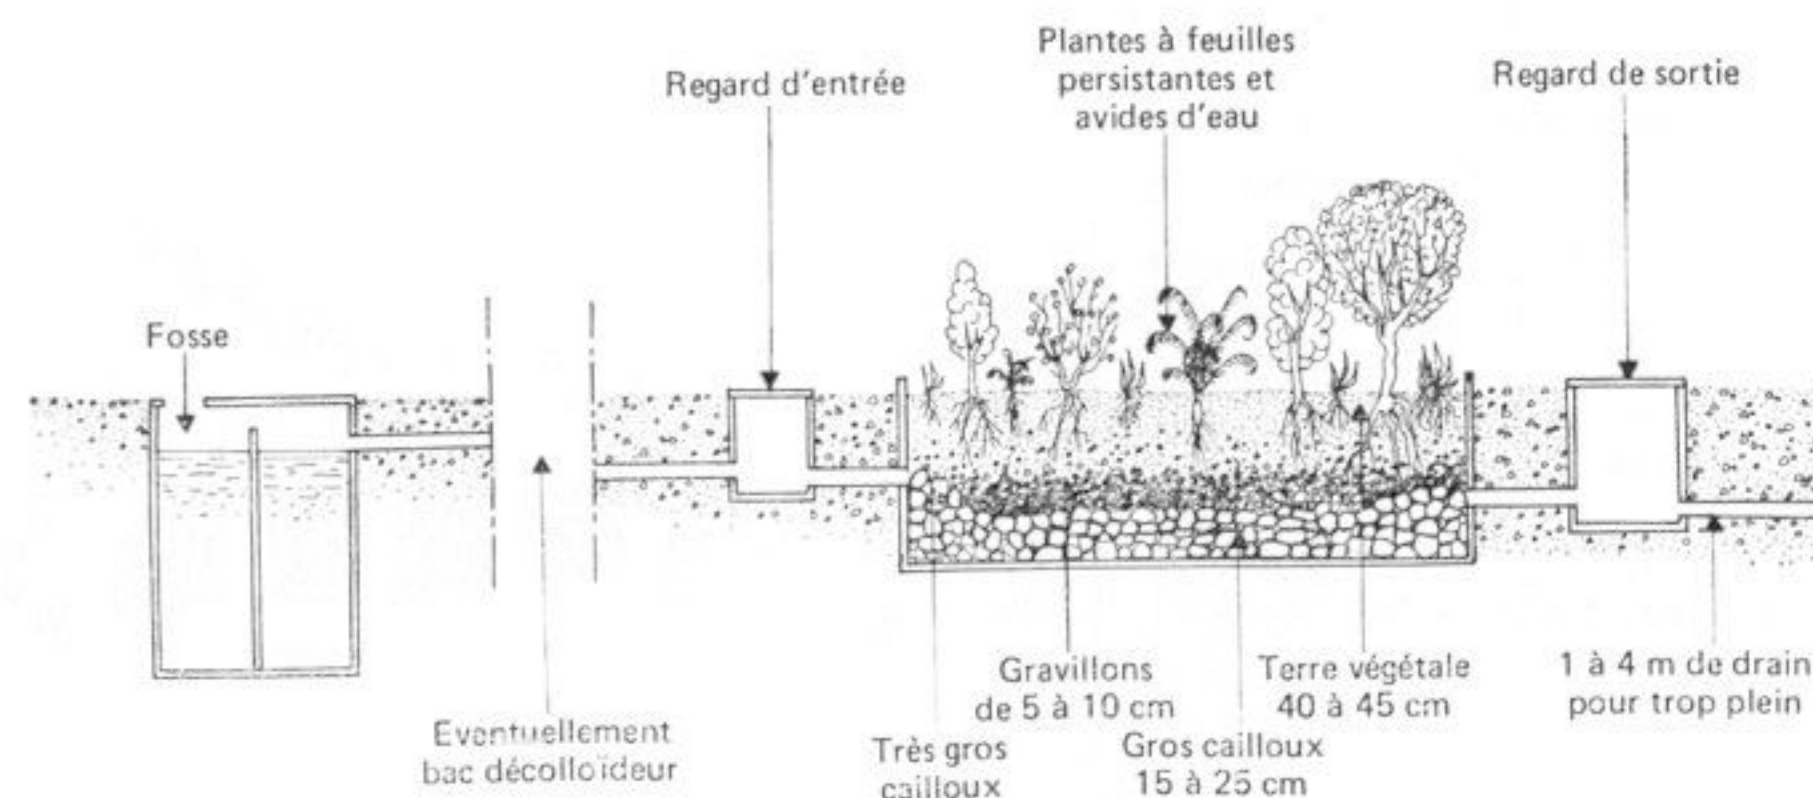 Plantes à feuilles
persistantes et
avides d'eau
Regard d'entrée
Regard de sortie
Fosse
Gravillons
de 5 à 10 cm
Terre végétale
40 à 45 cm
1 à 4 m de drain
pour trop plein
Eventuellement
bac décolloïdeur
Très gros
cailloux
Gros cailloux
15 à 25 cm